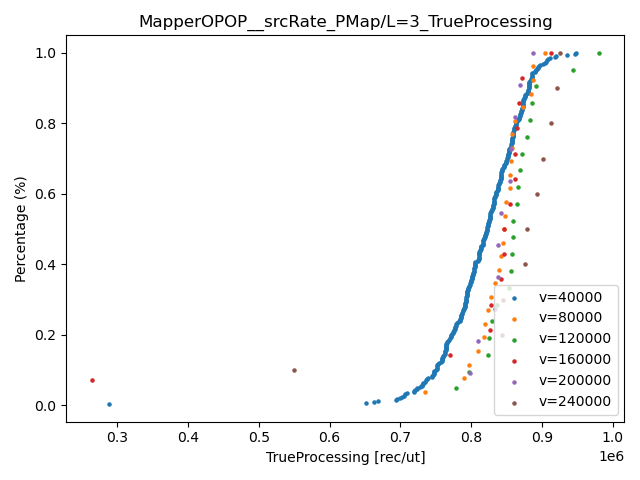 MapperOPOP__srcRate_PMap/L=3_TrueProcessing
Percentage (%)
1.0%
0.8%
0.6%
0.4%
0.2%
0.0%
v=40000
v=80000
v=120000
v=160000
v=200000
v=240000
0.3 0.4 0.5 0.6 0.7 0.8 0.9 1.0
1e6
TrueProcessing [rec/ut]